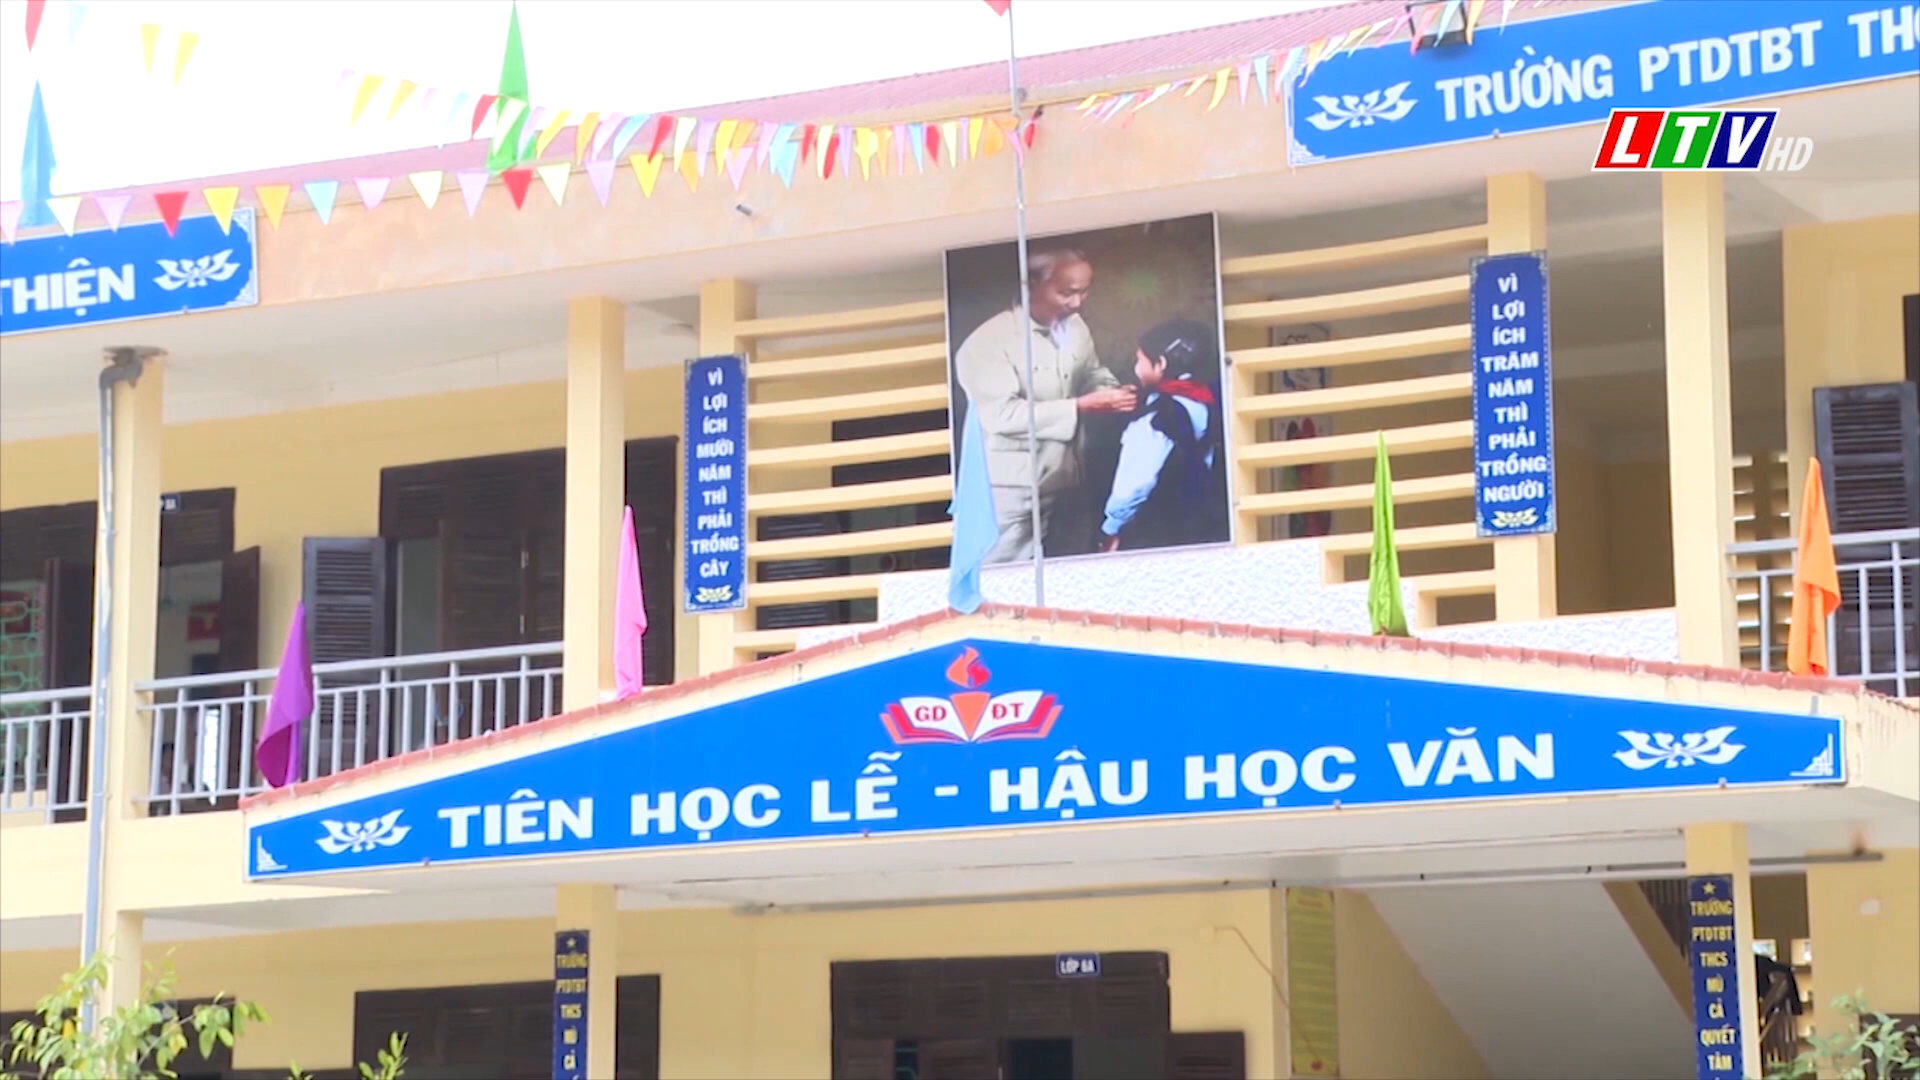 TRƯỜNG PTDTBT
LTV HD
THIỆN
VÌ
LỢI
ÍCH
MƯỜI
NĂM
THÌ
PHẢI
TRỒNG
CÂY
VÌ
LỢI
ÍCH
TRĂM
NĂM
THÌ
PHẢI
TRỒNG
NGƯỜI
GD ĐT
TIÊN HỌC LỄ - HẬU HỌC VĂN
LỚP 6A
TRƯỜNG
PTDTBT
THCS
MÙ
CẢ
TRƯỜNG
PTDTBT
THCS
MÙ
CẢ
QUYẾT
TÂM